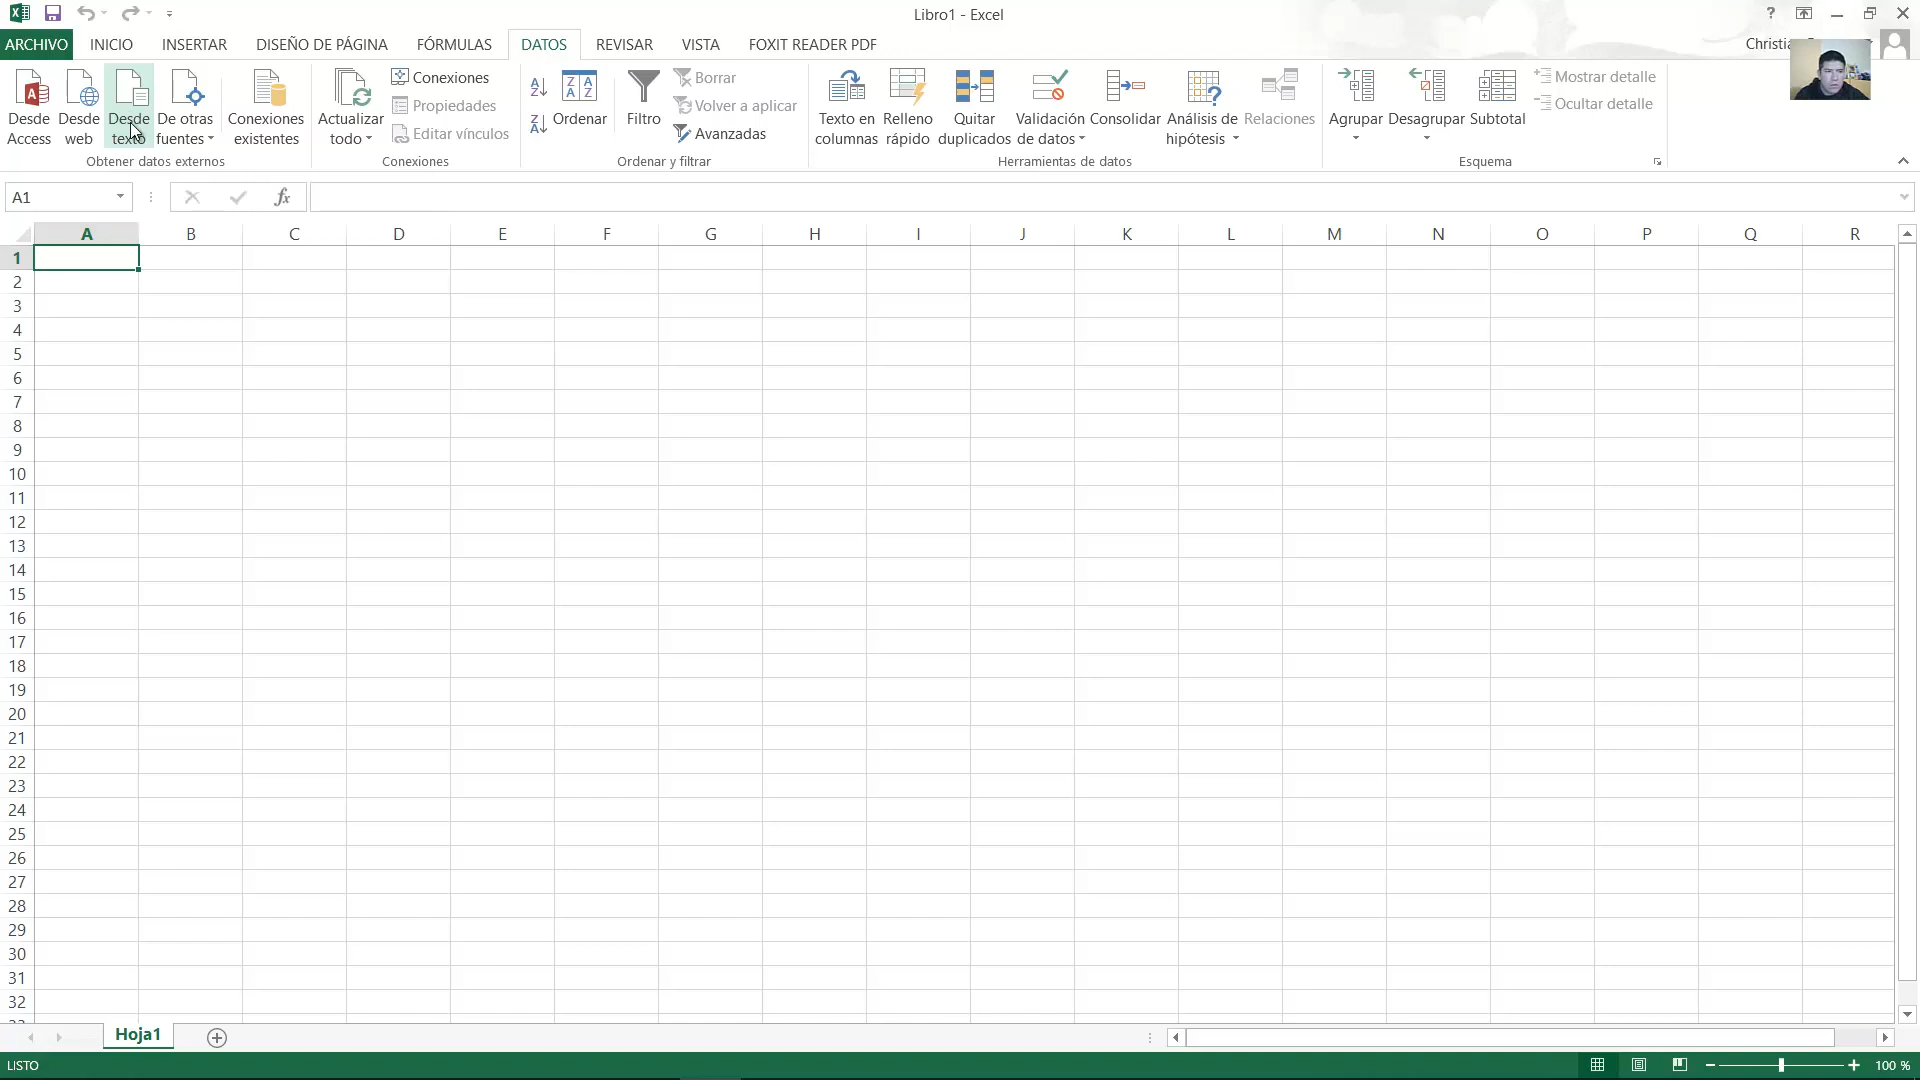 Libro1 - Excel
?
ARCHIVO INICIO INSERTAR DISEÑO DE PÁGINA FÓRMULAS DATOS REVISAR VISTA FOXIT READER PDF
Desde Access
Desde web
Desde texto
De otras fuentes
Conexiones existentes
Obtener datos externos
Actualizar todo
Conexiones
Propiedades
Editar vínculos
Conexiones
Ordenar
Filtro
Borrar
Volver a aplicar
Avanzadas
Ordenar y filtrar
Texto en columnas
Relleno rápido
Quitar duplicados
Validación de datos
Consolidar
Análisis de hipótesis
Relaciones
Herramientas de datos
Agrupar
Desagrupar
Subtotal
Mostrar detalle
Ocultar detalle
Esquema
A1
fx
A B C D E F G H I J K L M N O P Q R
1
2
3
4
5
6
7
8
9
10
11
12
13
14
15
16
17
18
19
20
21
22
23
24
25
26
27
28
29
30
31
32
Hoja1
LISTO
100 %